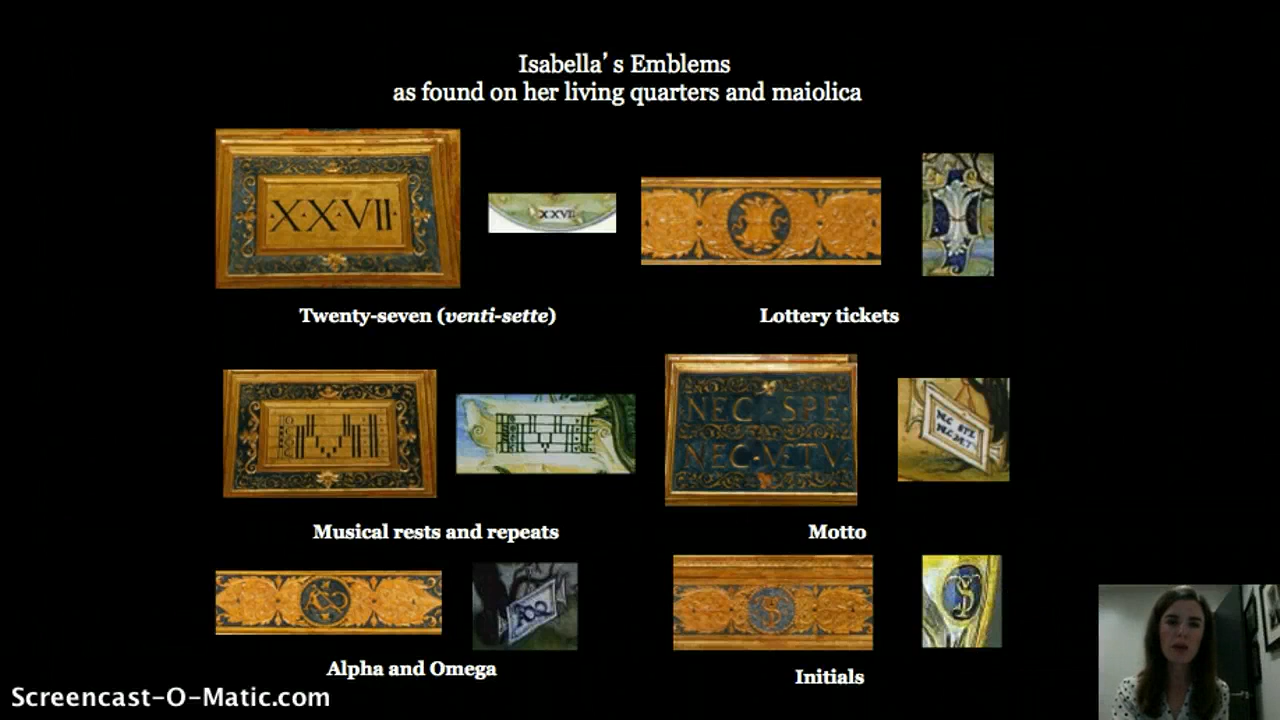 Isabella's Emblems
as found on her living quarters and maiolica
·X·X·VII·
XXVII
Twenty-seven (venti-sette)
Lottery tickets
NEC · SPE ·
NEC · METV ·
Musical rests and repeats
Motto
Alpha and Omega
Initials
Screencast-O-Matic.com